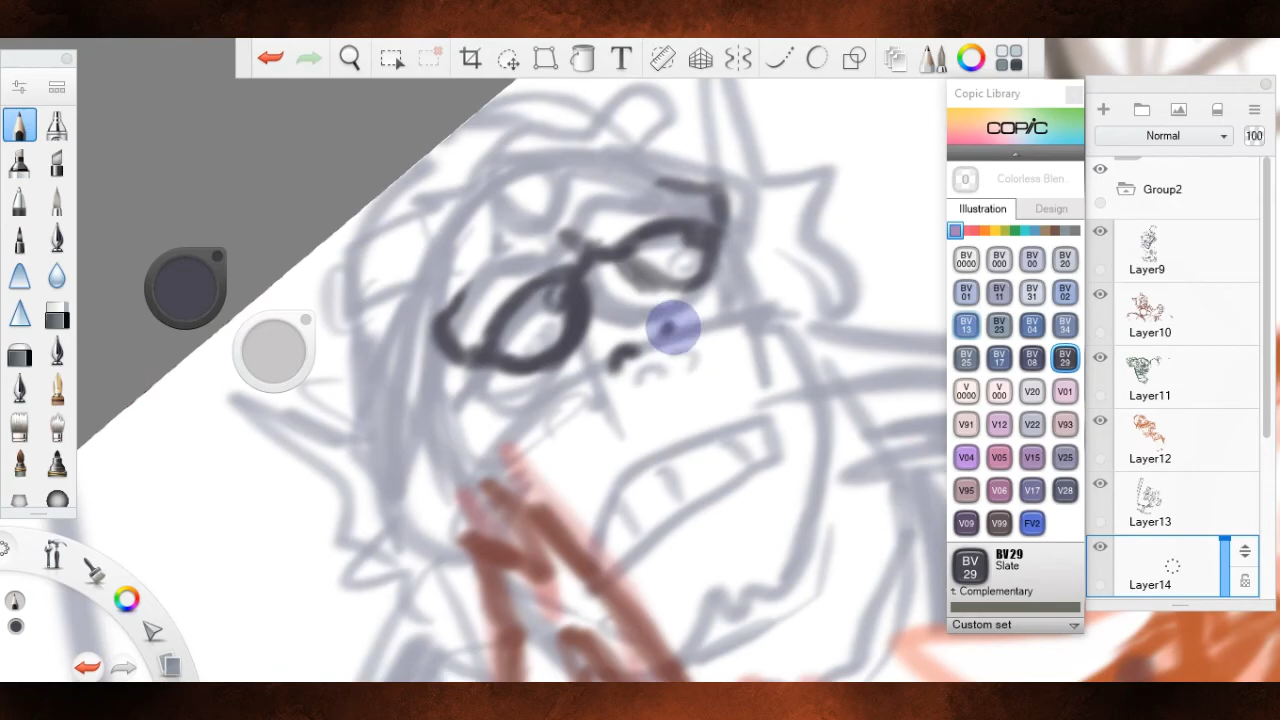 T
Copic Library
COPIC
0 Colorless Blen..
Illustration Design
BV 0000 BV 000 BV 00 BV 20
BV 01 BV 11 BV 31 BV 02
BV 13 BV 23 BV 04 BV 34
BV 25 BV 17 BV 08 BV 29
V 0000 V 000 V20 V01
V91 V12 V22 V93
V04 V05 V15 V25
V95 V06 V17 V28
V09 V99 FV2
BV 29 BV29
Slate
Complementary
Custom set
Normal 100
Group2
Layer9
Layer10
Layer11
Layer12
Layer13
Layer14